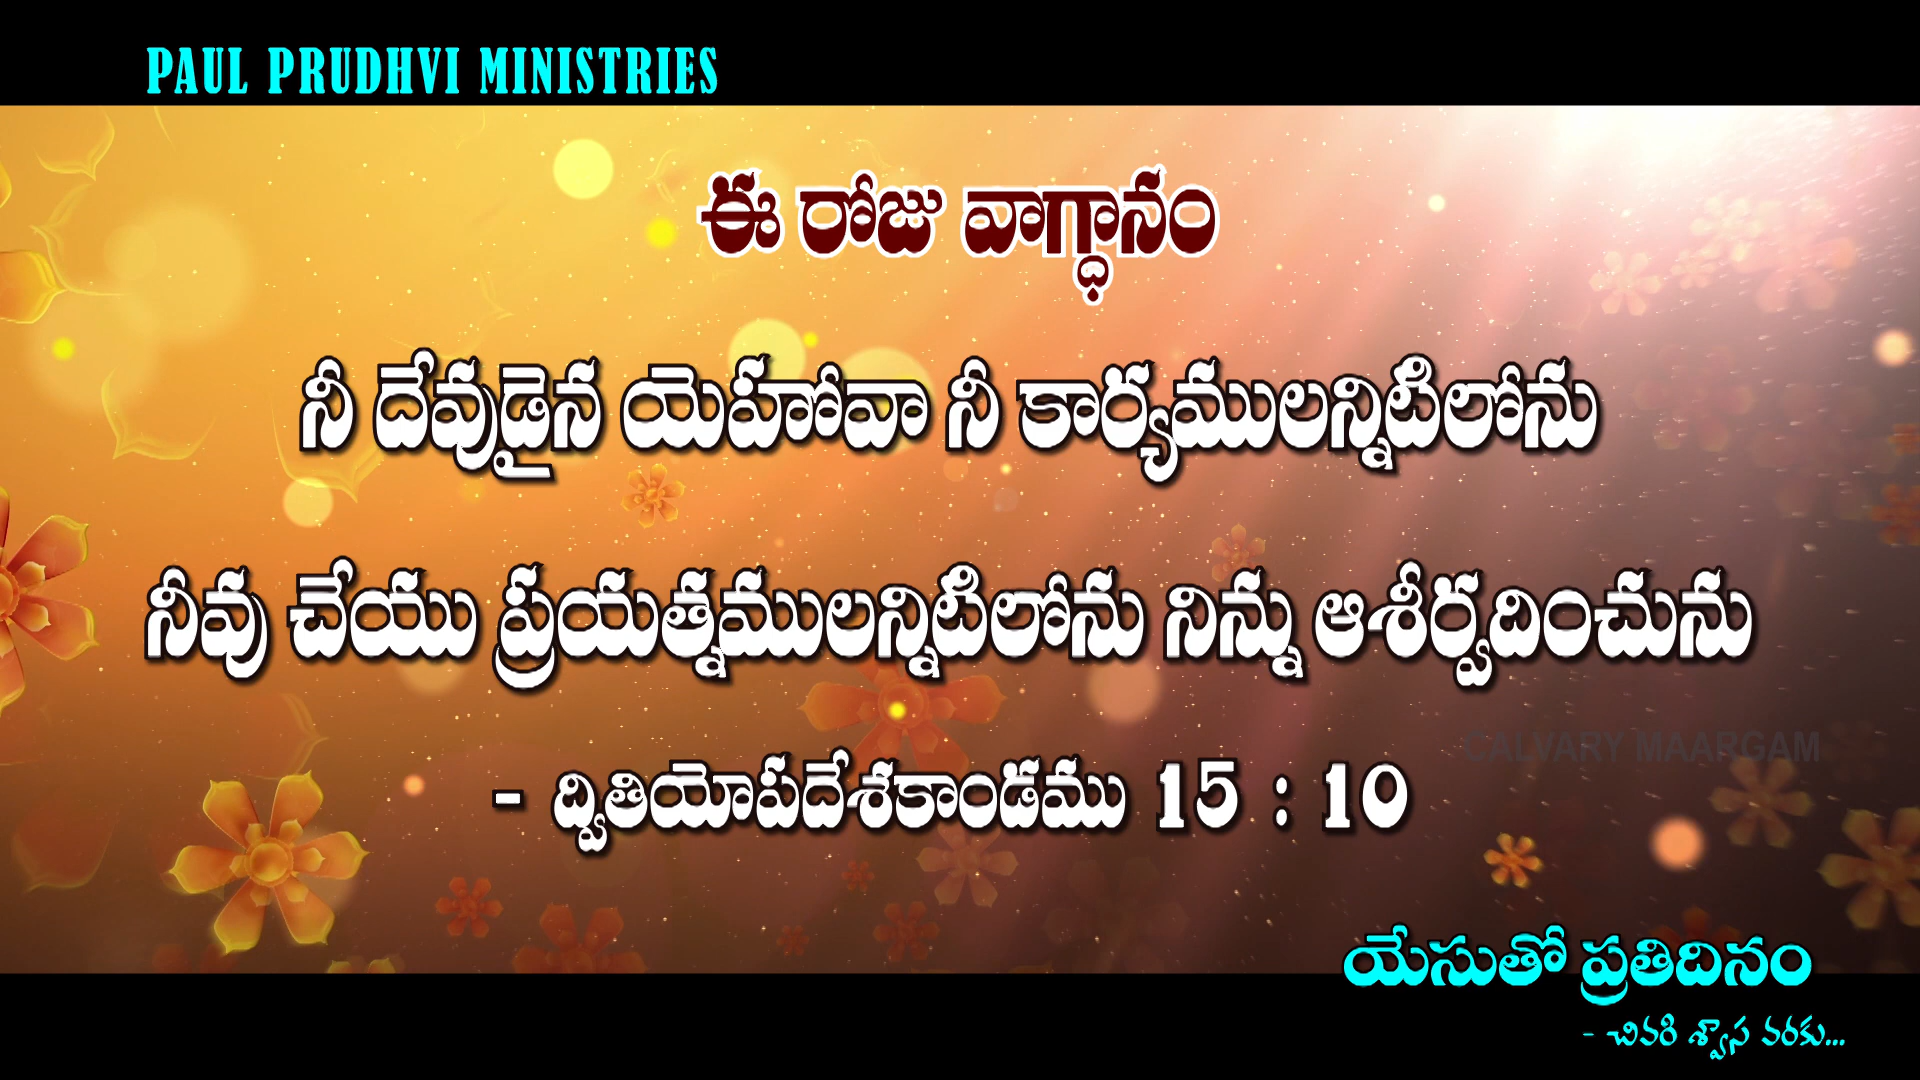 PAUL PRUDHVI MINISTRIES
ఈ రోజు వాగ్ధానం
నీ దేవుడైన యెహోవా నీ కార్యములన్నిటిలోను
నీవు చేయు ప్రయత్నములన్నిటిలోను నిన్ను ఆశీర్వదించును
CALVARY MAARGAM
- ద్వితియోపదేశకాండము 15 : 10
యేసుతో ప్రతిదినం
- చివరి శ్వాస వరకు...